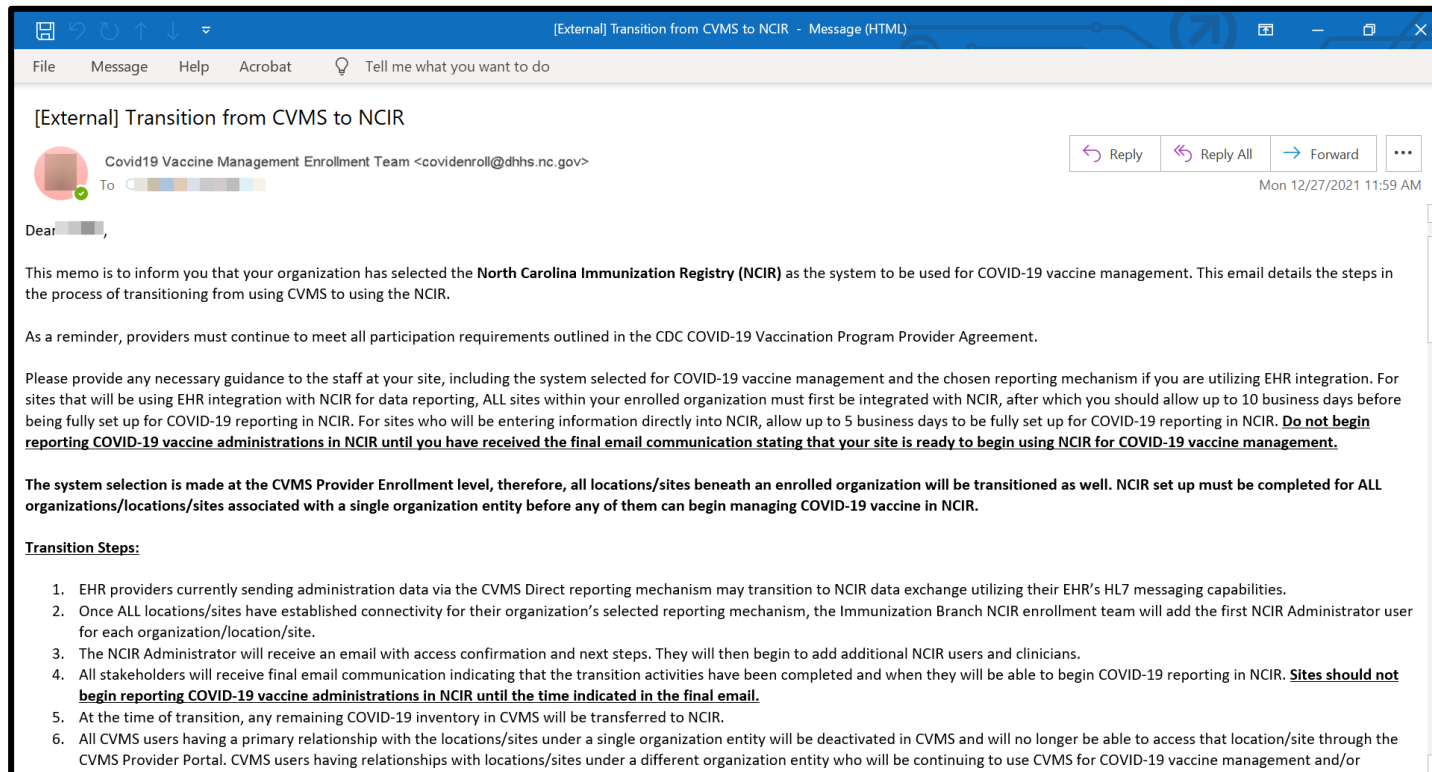 [External] Transition from CVMS to NCIR - Message (HTML)
File Message Help Acrobat Tell me what you want to do
[External] Transition from CVMS to NCIR
Covid19 Vaccine Management Enrollment Team <covidenroll@dhhs.nc.gov>
Reply Reply All Forward
To
Mon 12/27/2021 11:59 AM
Dear ,
This memo is to inform you that your organization has selected the North Carolina Immunization Registry (NCIR) as the system to be used for COVID-19 vaccine management. This email details the steps in
the process of transitioning from using CVMS to using the NCIR.
As a reminder, providers must continue to meet all participation requirements outlined in the CDC COVID-19 Vaccination Program Provider Agreement.
Please provide any necessary guidance to the staff at your site, including the system selected for COVID-19 vaccine management and the chosen reporting mechanism if you are utilizing EHR integration. For
sites that will be using EHR integration with NCIR for data reporting, ALL sites within your enrolled organization must first be integrated with NCIR, after which you should allow up to 10 business days before
being fully set up for COVID-19 reporting in NCIR. For sites who will be entering information directly into NCIR, allow up to 5 business days to be fully set up for COVID-19 reporting in NCIR. Do not begin
reporting COVID-19 vaccine administrations in NCIR until you have received the final email communication stating that your site is ready to begin using NCIR for COVID-19 vaccine management.
The system selection is made at the CVMS Provider Enrollment level, therefore, all locations/sites beneath an enrolled organization will be transitioned as well. NCIR set up must be completed for ALL
organizations/locations/sites associated with a single organization entity before any of them can begin managing COVID-19 vaccine in NCIR.
Transition Steps:
1. EHR providers currently sending administration data via the CVMS Direct reporting mechanism may transition to NCIR data exchange utilizing their EHR's HL7 messaging capabilities.
2. Once ALL locations/sites have established connectivity for their organization's selected reporting mechanism, the Immunization Branch NCIR enrollment team will add the first NCIR Administrator user
for each organization/location/site.
3. The NCIR Administrator will receive an email with access confirmation and next steps. They will then begin to add additional NCIR users and clinicians.
4. All stakeholders will receive final email communication indicating that the transition activities have been completed and when they will be able to begin COVID-19 reporting in NCIR. Sites should not
begin reporting COVID-19 vaccine administrations in NCIR until the time indicated in the final email.
5. At the time of transition, any remaining COVID-19 inventory in CVMS will be transferred to NCIR.
6. All CVMS users having a primary relationship with the locations/sites under a single organization entity will be deactivated in CVMS and will no longer be able to access that location/site through the
CVMS Provider Portal. CVMS users having relationships with locations/sites under a different organization entity who will be continuing to use CVMS for COVID-19 vaccine management and/or